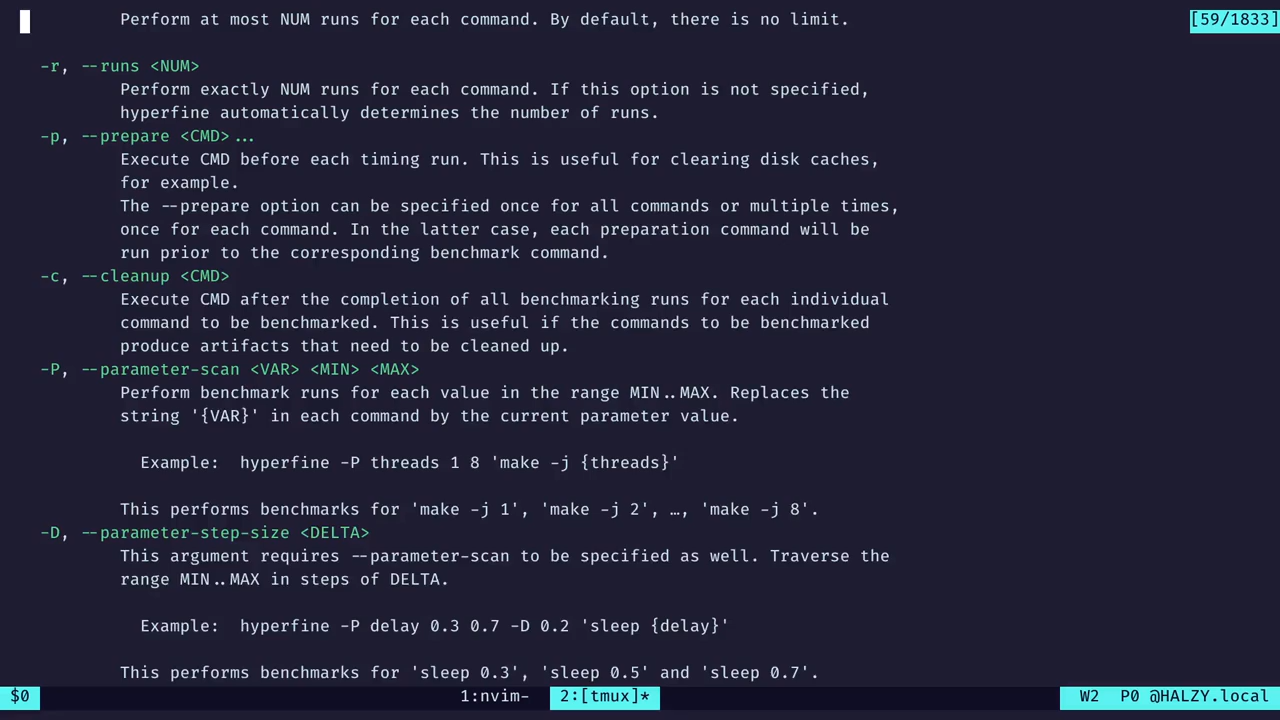 Perform at most NUM runs for each command. By default, there is no limit.
[59/1833]
-r, --runs <NUM>
Perform exactly NUM runs for each command. If this option is not specified,
hyperfine automatically determines the number of runs.
-p, --prepare <CMD>...
Execute CMD before each timing run. This is useful for clearing disk caches,
for example.
The --prepare option can be specified once for all commands or multiple times,
once for each command. In the latter case, each preparation command will be
run prior to the corresponding benchmark command.
-c, --cleanup <CMD>
Execute CMD after the completion of all benchmarking runs for each individual
command to be benchmarked. This is useful if the commands to be benchmarked
produce artifacts that need to be cleaned up.
-P, --parameter-scan <VAR> <MIN> <MAX>
Perform benchmark runs for each value in the range MIN..MAX. Replaces the
string '{VAR}' in each command by the current parameter value.
Example:  hyperfine -P threads 1 8 'make -j {threads}'
This performs benchmarks for 'make -j 1', 'make -j 2', …, 'make -j 8'.
-D, --parameter-step-size <DELTA>
This argument requires --parameter-scan to be specified as well. Traverse the
range MIN..MAX in steps of DELTA.
Example:  hyperfine -P delay 0.3 0.7 -D 0.2 'sleep {delay}'
This performs benchmarks for 'sleep 0.3', 'sleep 0.5' and 'sleep 0.7'.
$0 1:nvim- 2:[tmux]* W2 P0 @HALZY.local